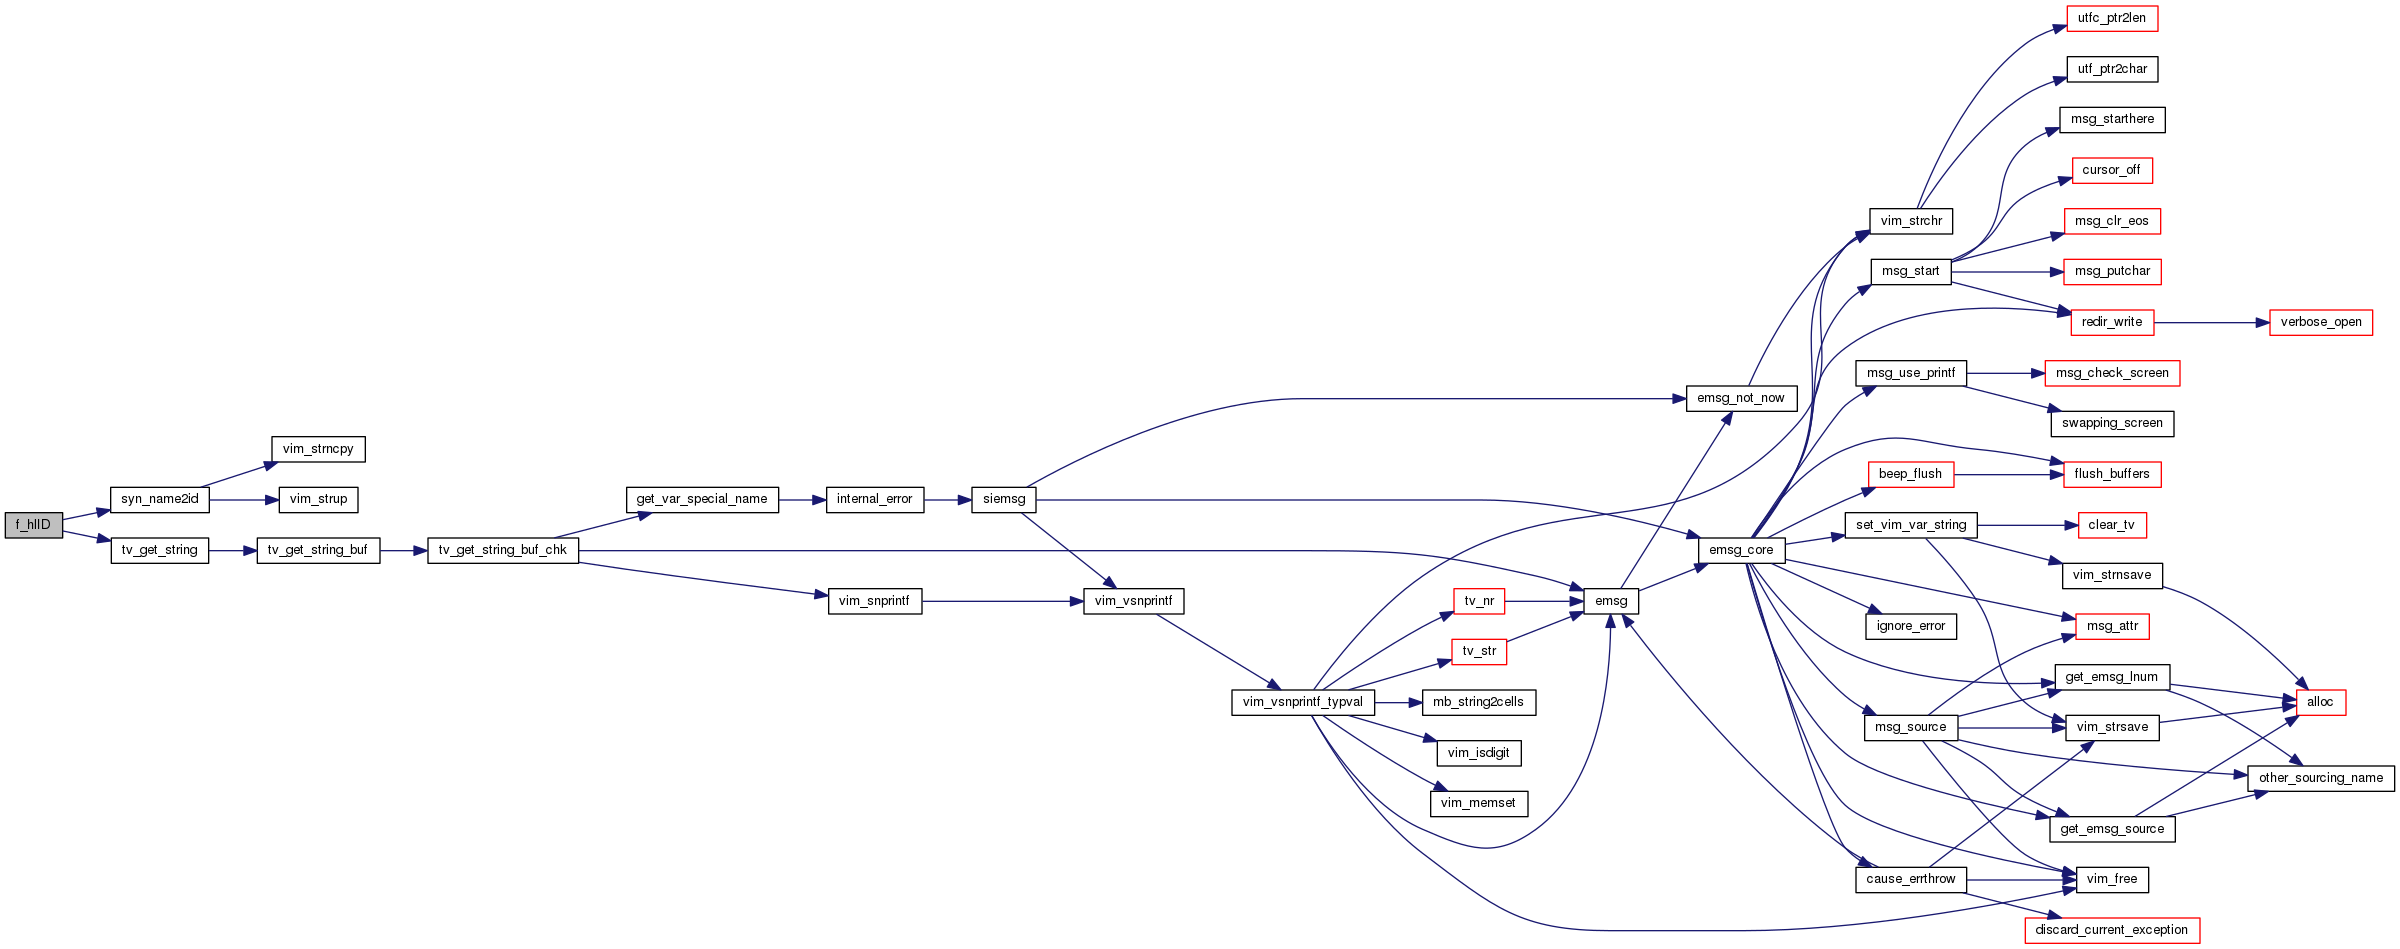 f_hlID
syn_name2id
vim_strncpy
vim_strup
tv_get_string
tv_get_string_buf
tv_get_string_buf_chk
get_var_special_name
internal_error
siemsg
vim_snprintf
vim_vsnprintf
vim_vsnprintf_typval
tv_nr
tv_str
mb_string2cells
vim_isdigit
vim_memset
emsg
emsg_not_now
emsg_core
vim_strchr
msg_start
msg_use_printf
beep_flush
set_vim_var_string
ignore_error
msg_source
cause_errthrow
utfc_ptr2len
utf_ptr2char
msg_starthere
cursor_off
msg_clr_eos
msg_putchar
redir_write
msg_check_screen
swapping_screen
flush_buffers
clear_tv
vim_strnsave
msg_attr
get_emsg_lnum
vim_strsave
get_emsg_source
vim_free
discard_current_exception
verbose_open
alloc
other_sourcing_name